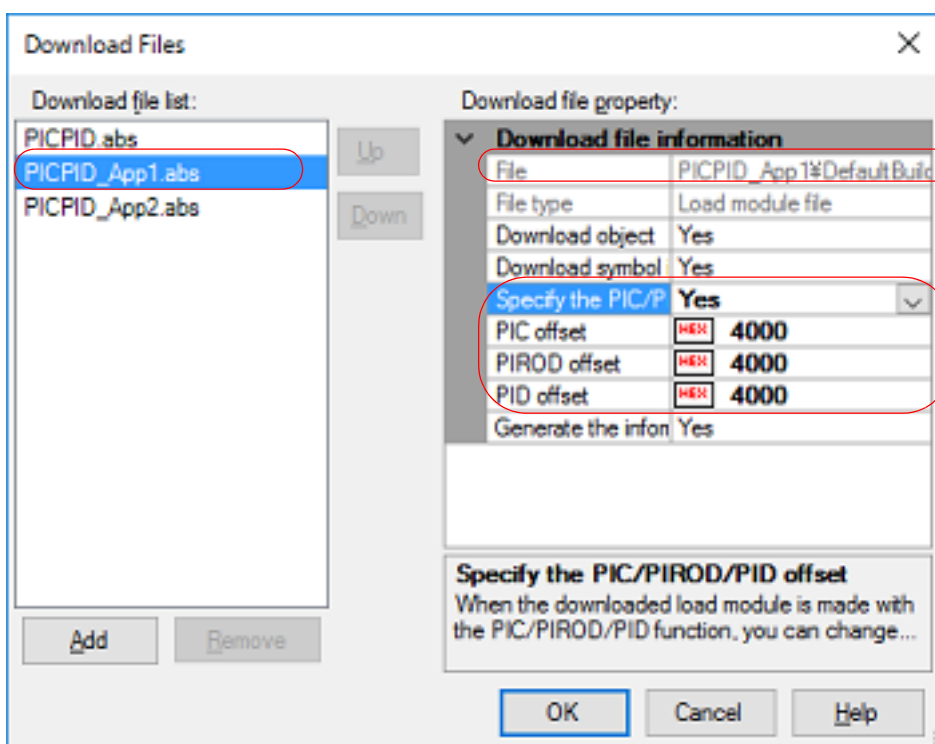 Download Files
Download file list:
PICPID.abs
PICPID_App1.abs
PICPID_App2.abs
Up
Down
Add
Remove
Download file property:
Download file information
File PICPID_App1¥DefaultBuild
File type Load module file
Download object Yes
Download symbol Yes
Specify the PIC/P Yes
PIC offset HEX 4000
PIROD offset HEX 4000
PID offset HEX 4000
Generate the infor Yes
Specify the PIC/PIROD/PID offset
When the downloaded load module is made with
the PIC/PIROD/PID function, you can change...
OK
Cancel
Help